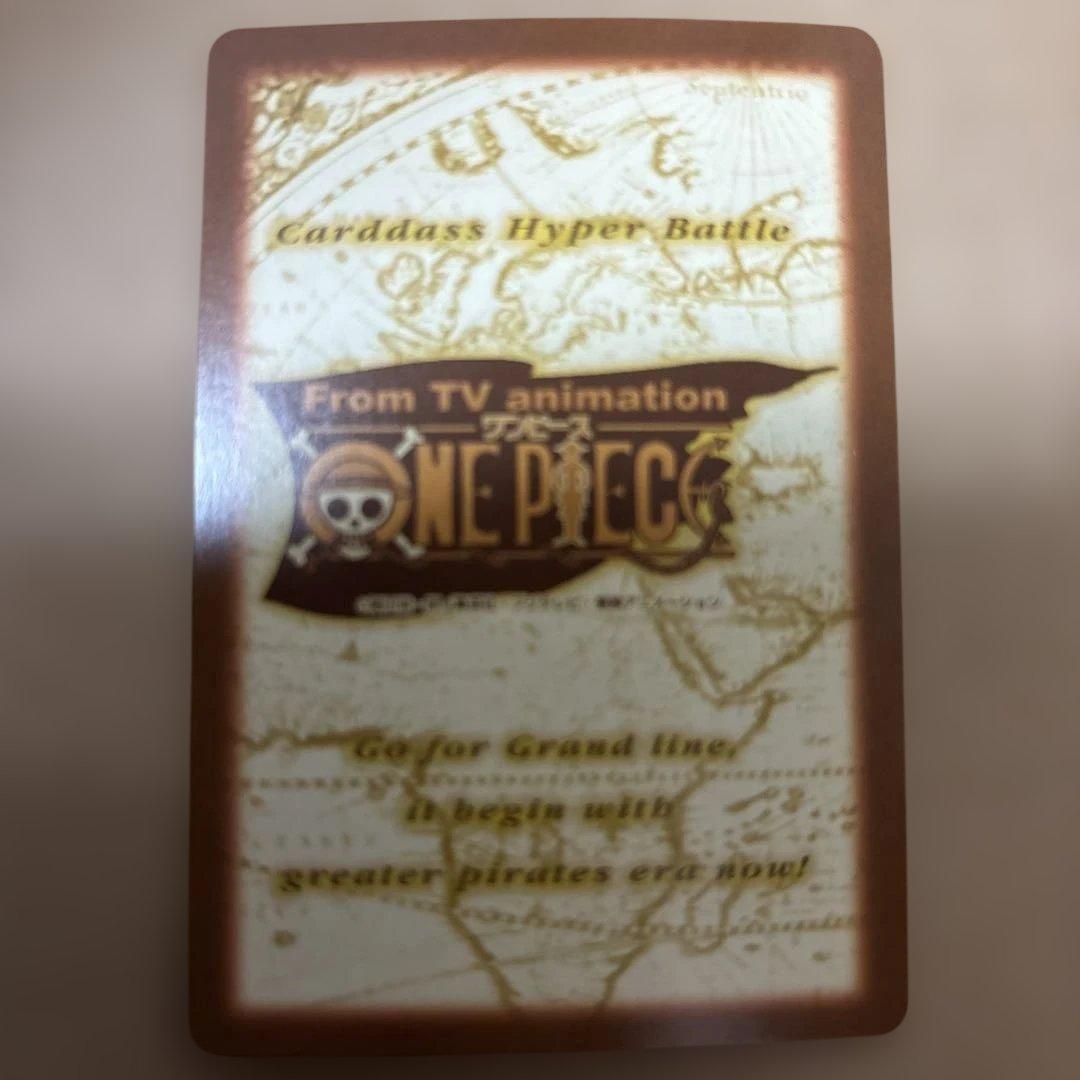 Septentrio
Carddass Hyper Battle
From TV animation
ワンピース
ONE PIECE
Go for Grand line,
it begin with
greater pirates era now!